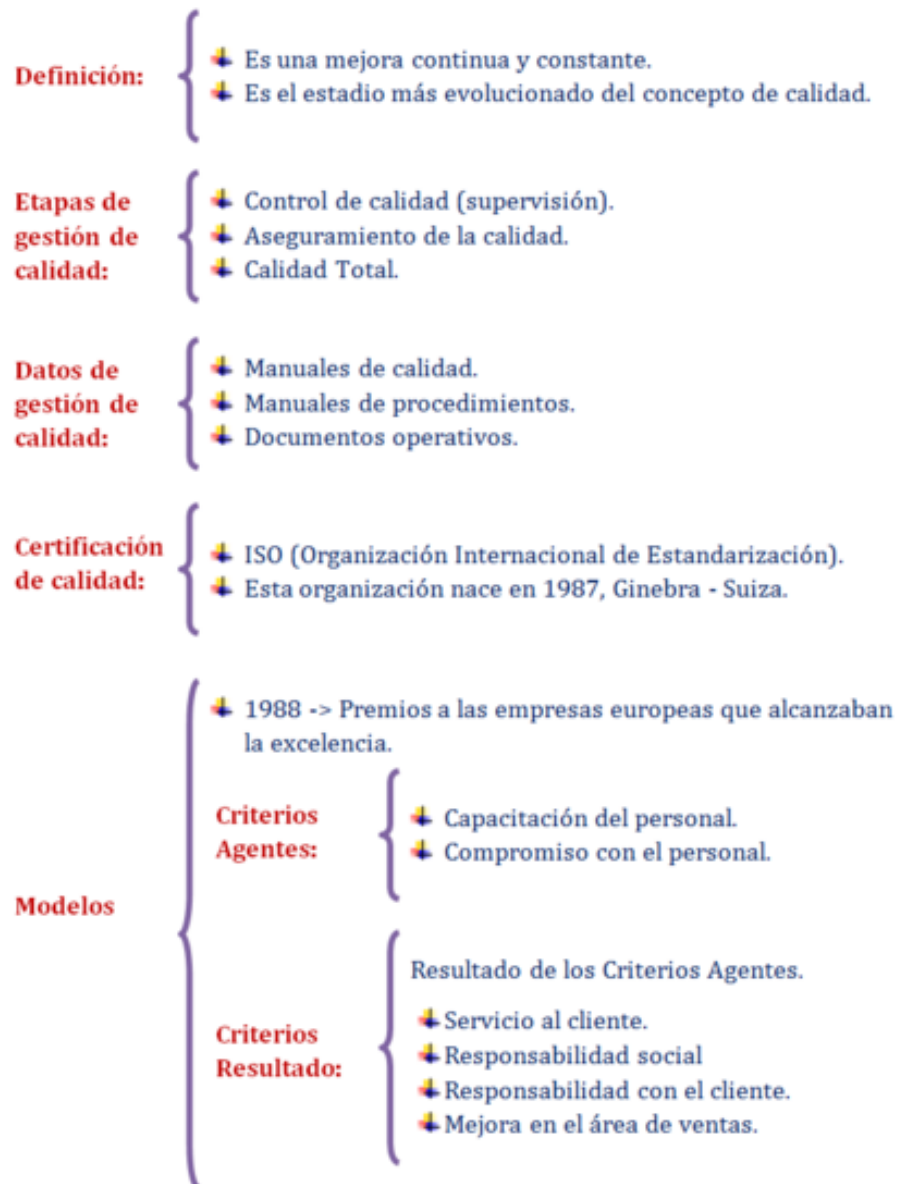 Definición:
Es una mejora continua y constante.
Es el estadio más evolucionado del concepto de calidad.
Etapas de
gestión de
calidad:
Control de calidad (supervisión).
Aseguramiento de la calidad.
Calidad Total.
Datos de
gestión de
calidad:
Manuales de calidad.
Manuales de procedimientos.
Documentos operativos.
Certificación
de calidad:
ISO (Organización Internacional de Estandarización).
Esta organización nace en 1987, Ginebra - Suiza.
Modelos
1988 -> Premios a las empresas europeas que alcanzaban
la excelencia.
Criterios
Agentes:
Capacitación del personal.
Compromiso con el personal.
Criterios
Resultado:
Resultado de los Criterios Agentes.
Servicio al cliente.
Responsabilidad social
Responsabilidad con el cliente.
Mejora en el área de ventas.